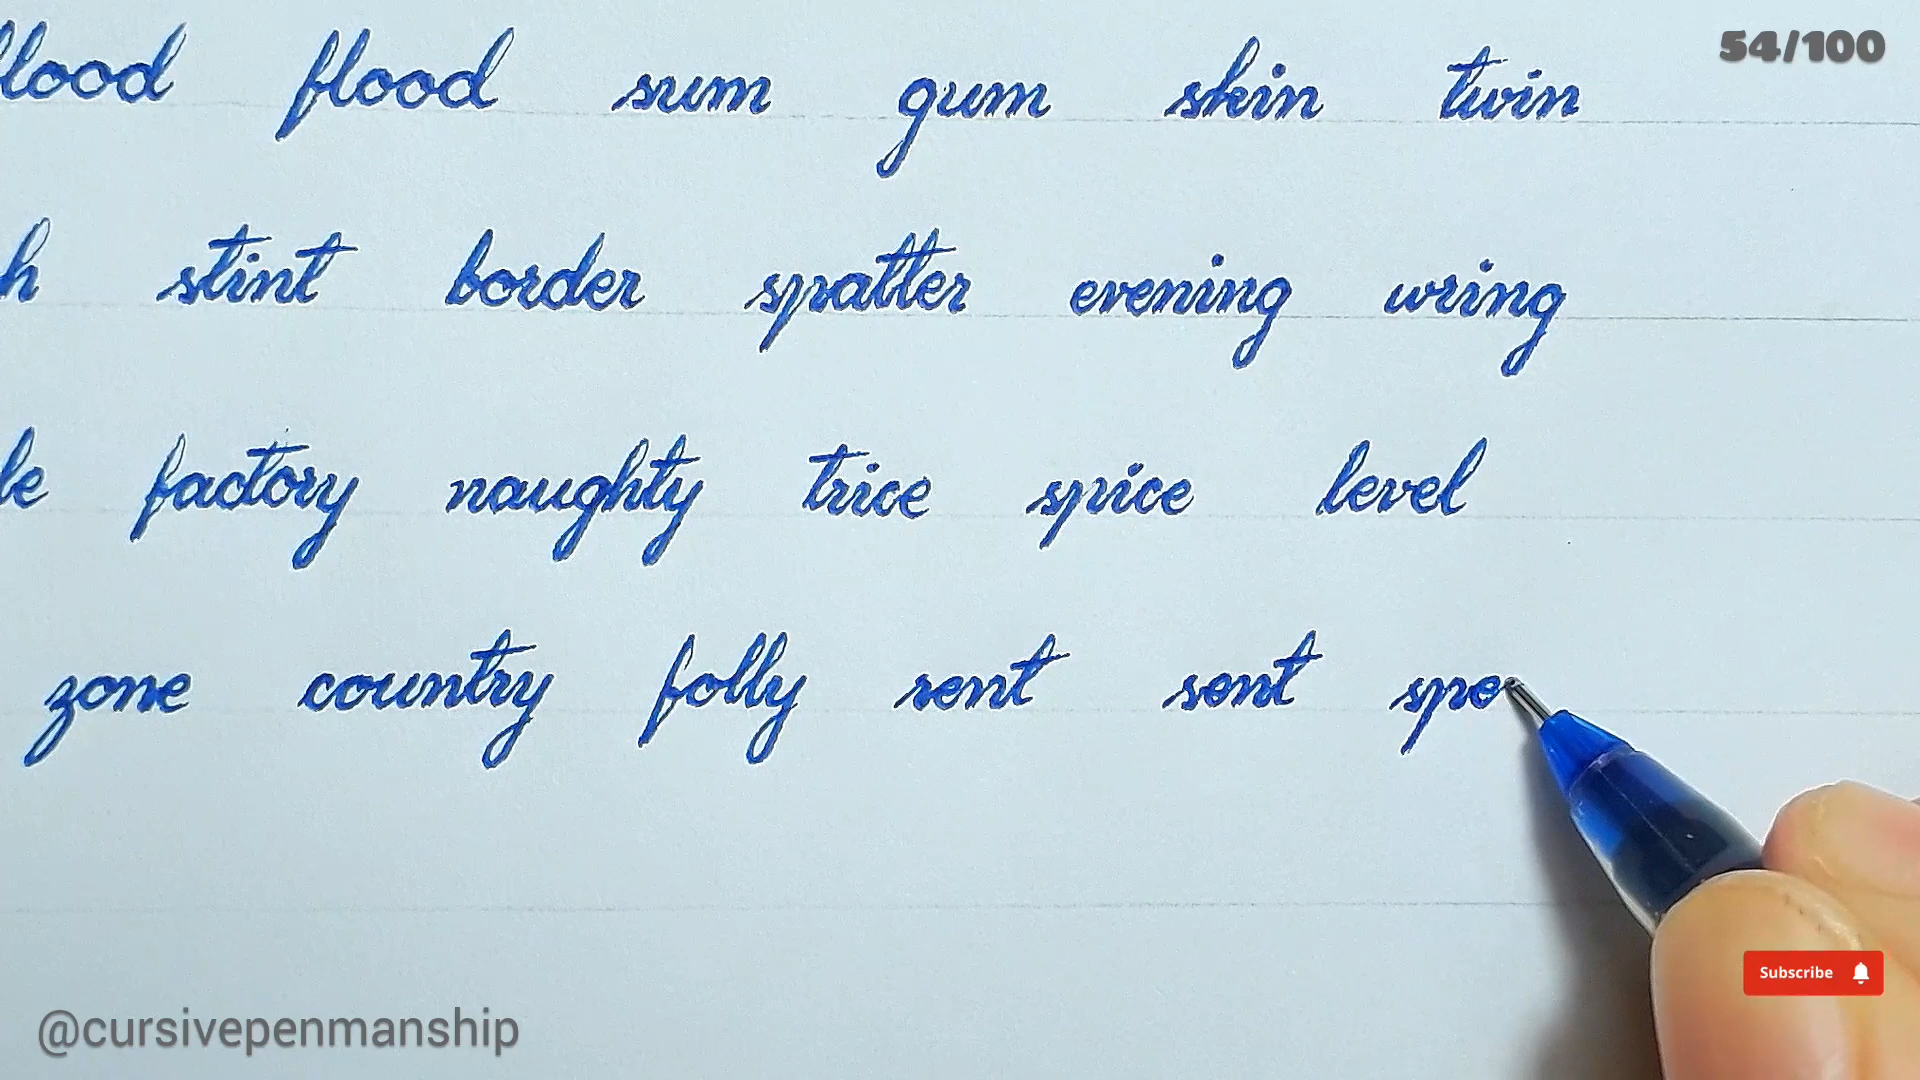 54/100
flood sum gum skin twin
stint border spatter evening wring
factory naughty trice spice level
zone country folly rent sent
@cursivepenmanship
Subscribe